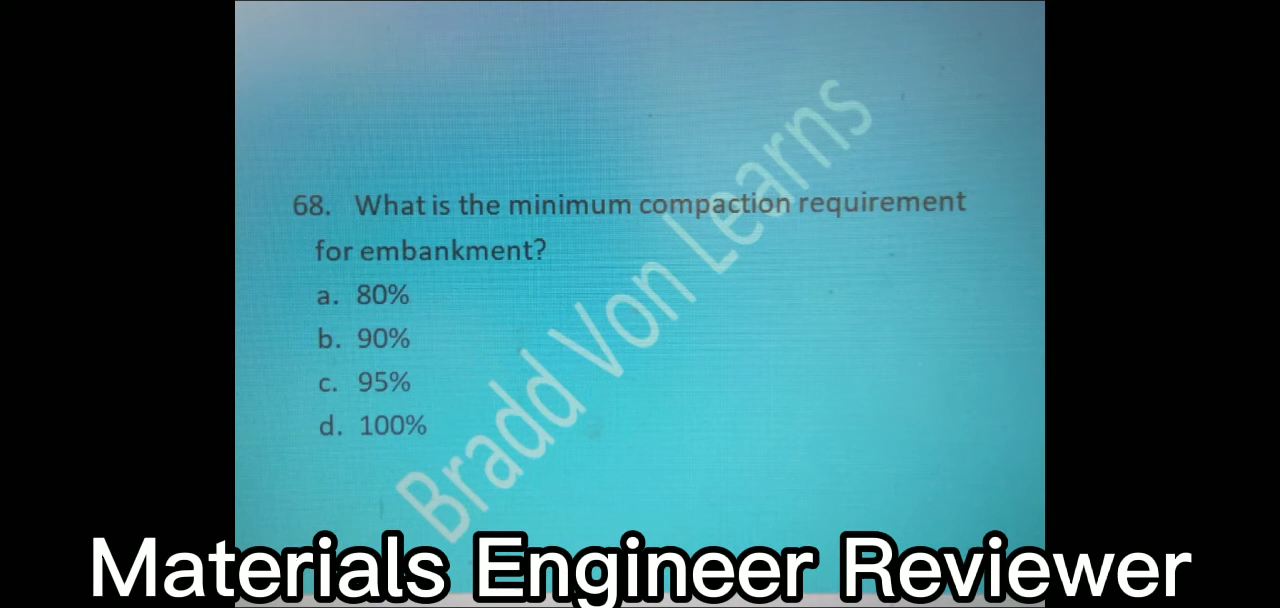 68. What is the minimum compaction requirement
for embankment?
a. 80%
b. 90%
c. 95%
d. 100%
Bradd Von Learns
Materials Engineer Reviewer